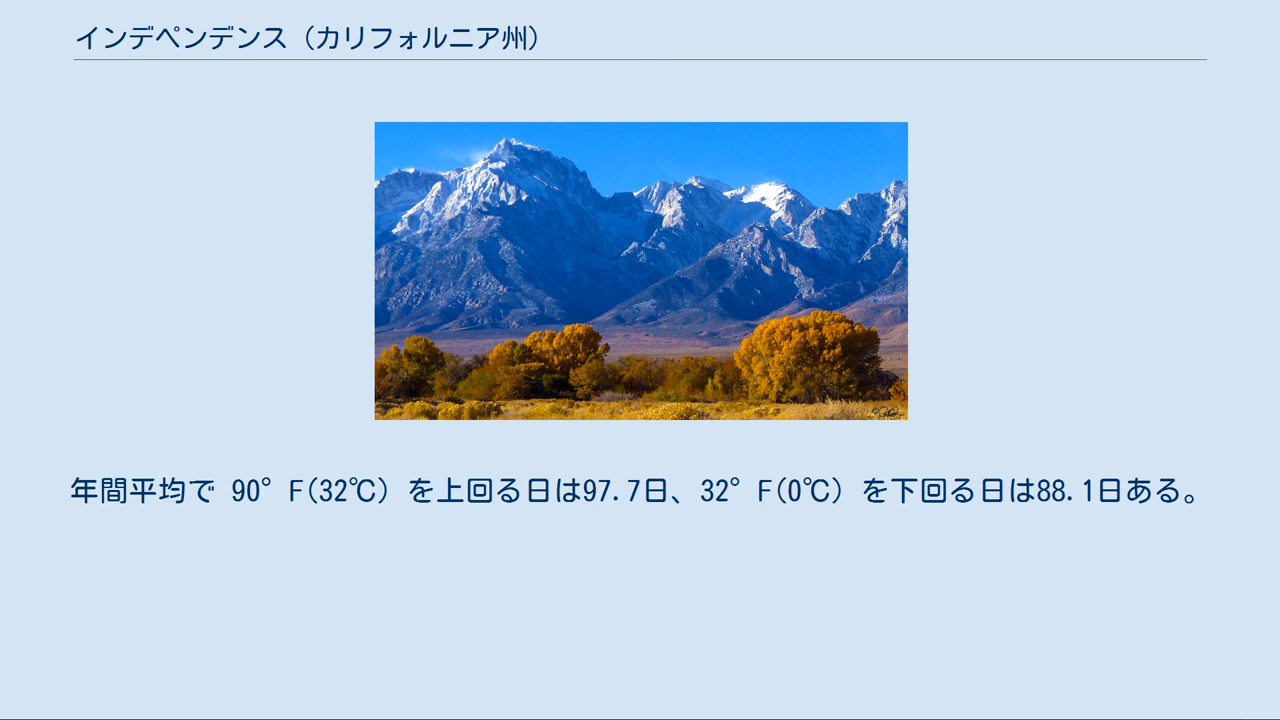 インデペンデンス（カリフォルニア州）
年間平均で 90°F(32℃) を上回る日は97.7日、32°F(0℃) を下回る日は88.1日ある。